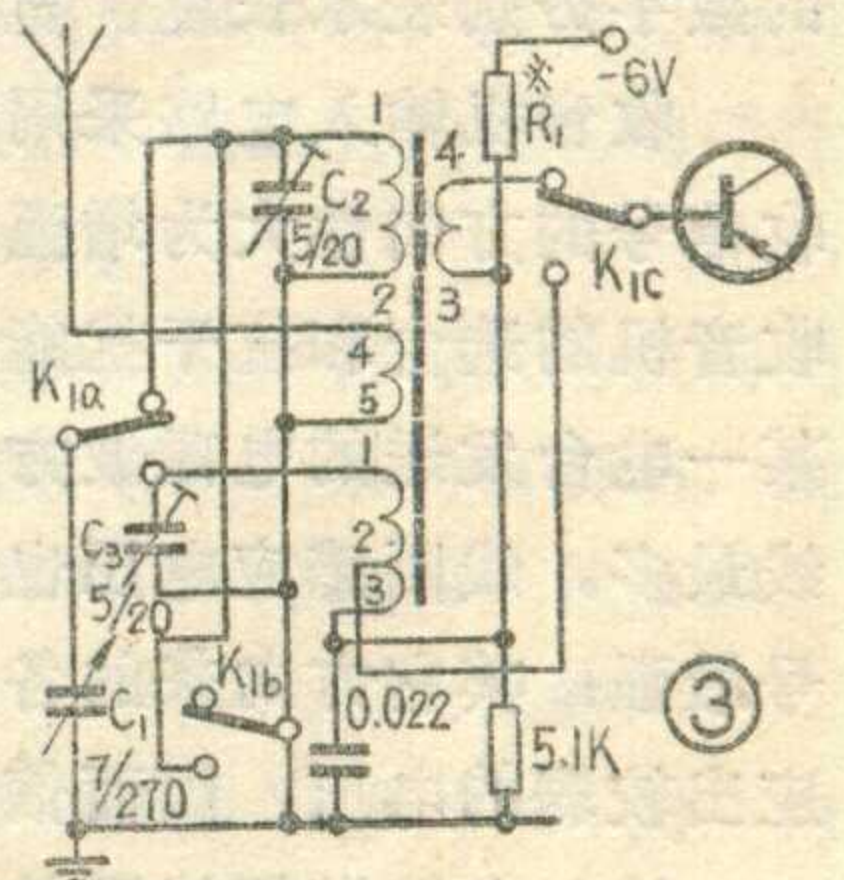 -6V
※
R₁
1
4
C₂
5/20
2
3
K₁c
4
K₁a
5
1
C₃
2
5/20
3
K₁b
C₁
0.022
7/270
5.1K
③